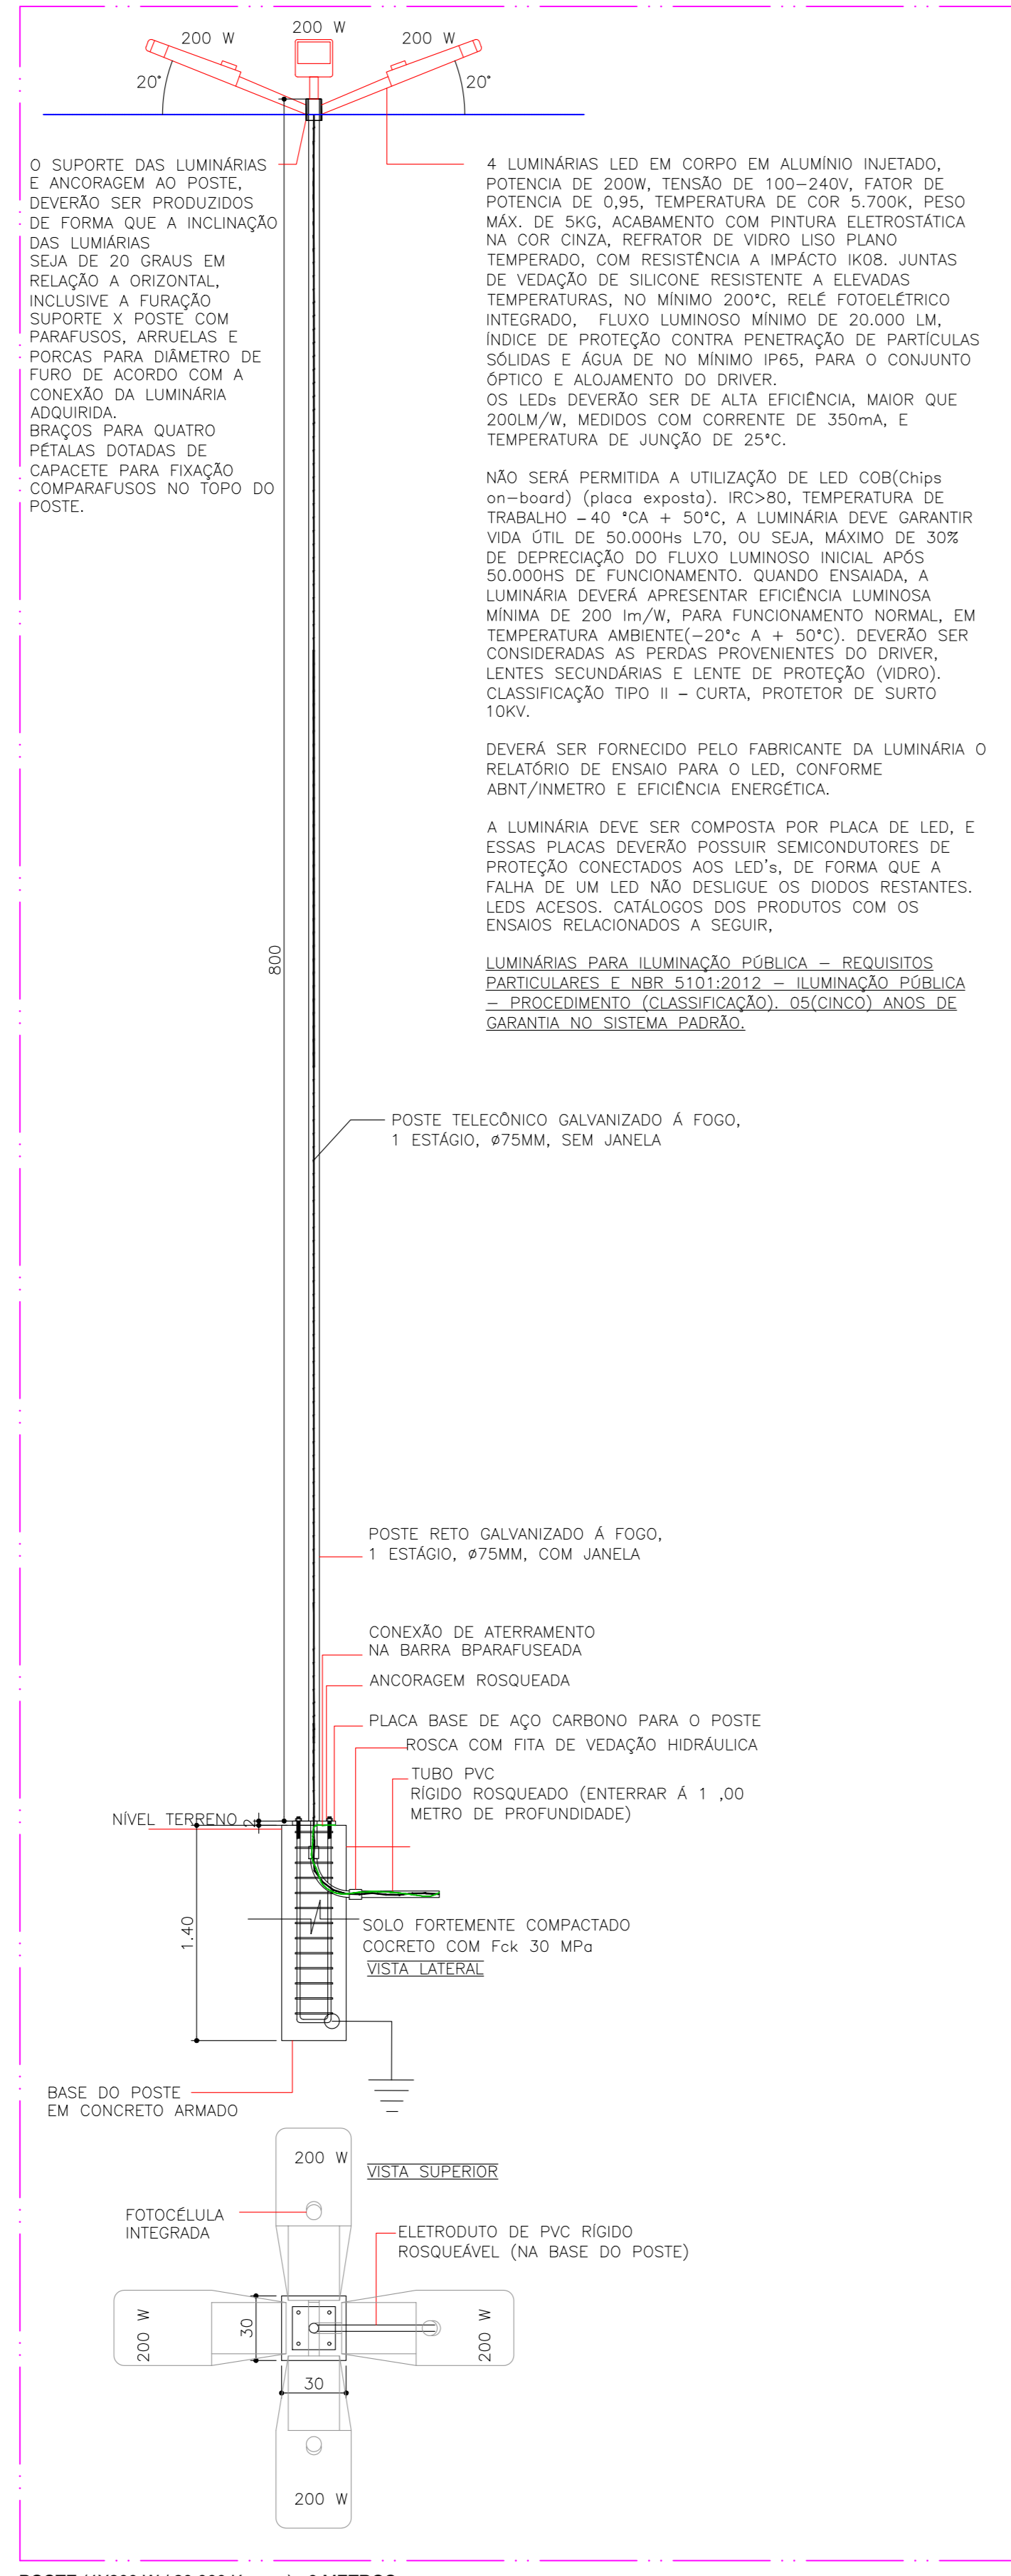 200 W
200 W
200 W
20°
20°
O SUPORTE DAS LUMINÁRIAS
E ANCORAGEM AO POSTE,
DEVERÃO SER PRODUZIDOS
DE FORMA QUE A INCLINAÇÃO
DAS LUMIÁRIAS
SEJA DE 20 GRAUS EM
RELAÇÃO A ORIZONTAL,
INCLUSIVE A FURAÇÃO
SUPORTE X POSTE COM
PARAFUSOS, ARRUELAS E
PORCAS PARA DIÂMETRO DE
FURO DE ACORDO COM A
CONEXÃO DA LUMINÁRIA
ADQUIRIDA.
BRAÇOS PARA QUATRO
PÉTALAS DOTADAS DE
CAPACETE PARA FIXAÇÃO
COMPARAFUSOS NO TOPO DO
POSTE.
4 LUMINÁRIAS LED EM CORPO EM ALUMÍNIO INJETADO,
POTENCIA DE 200W, TENSÃO DE 100-240V, FATOR DE
POTENCIA DE 0,95, TEMPERATURA DE COR 5.700K, PESO
MÁX. DE 5KG, ACABAMENTO COM PINTURA ELETROSTÁTICA
NA COR CINZA, REFRATOR DE VIDRO LISO PLANO
TEMPERADO, COM RESISTÊNCIA A IMPÁCTO IK08. JUNTAS
DE VEDAÇÃO DE SILICONE RESISTENTE A ELEVADAS
TEMPERATURAS, NO MÍNIMO 200°C, RELÉ FOTOELÉTRICO
INTEGRADO, FLUXO LUMINOSO MÍNIMO DE 20.000 LM,
ÍNDICE DE PROTEÇÃO CONTRA PENETRAÇÃO DE PARTÍCULAS
SÓLIDAS E ÁGUA DE NO MÍNIMO IP65, PARA O CONJUNTO
ÓPTICO E ALOJAMENTO DO DRIVER.
OS LEDs DEVERÃO SER DE ALTA EFICIÊNCIA, MAIOR QUE
200LM/W, MEDIDOS COM CORRENTE DE 350mA, E
TEMPERATURA DE JUNÇÃO DE 25°C.
NÃO SERÁ PERMITIDA A UTILIZAÇÃO DE LED COB(Chips
on-board) (placa exposta). IRC>80, TEMPERATURA DE
TRABALHO -40 °CA + 50°C, A LUMINÁRIA DEVE GARANTIR
VIDA ÚTIL DE 50.000Hs L70, OU SEJA, MÁXIMO DE 30%
DE DEPRECIAÇÃO DO FLUXO LUMINOSO INICIAL APÓS
50.000HS DE FUNCIONAMENTO. QUANDO ENSAIADA, A
LUMINÁRIA DEVERÁ APRESENTAR EFICIÊNCIA LUMINOSA
MÍNIMA DE 200 lm/W, PARA FUNCIONAMENTO NORMAL, EM
TEMPERATURA AMBIENTE(-20°c A + 50°C). DEVERÃO SER
CONSIDERADAS AS PERDAS PROVENIENTES DO DRIVER,
LENTES SECUNDÁRIAS E LENTE DE PROTEÇÃO (VIDRO).
CLASSIFICAÇÃO TIPO II - CURTA, PROTETOR DE SURTO
10KV.
DEVERÁ SER FORNECIDO PELO FABRICANTE DA LUMINÁRIA O
RELATÓRIO DE ENSAIO PARA O LED, CONFORME
ABNT/INMETRO E EFICIÊNCIA ENERGÉTICA.
A LUMINÁRIA DEVE SER COMPOSTA POR PLACA DE LED, E
ESSAS PLACAS DEVERÃO POSSUIR SEMICONDUTORES DE
PROTEÇÃO CONECTADOS AOS LED's, DE FORMA QUE A
FALHA DE UM LED NÃO DESLIGUE OS DIODOS RESTANTES.
LEDS ACESOS. CATÁLOGOS DOS PRODUTOS COM OS
ENSAIOS RELACIONADOS A SEGUIR,
LUMINÁRIAS PARA ILUMINAÇÃO PÚBLICA - REQUISITOS
PARTICULARES E NBR 5101:2012 - ILUMINAÇÃO PÚBLICA
- PROCEDIMENTO (CLASSIFICAÇÃO). 05(CINCO) ANOS DE
GARANTIA NO SISTEMA PADRÃO.
800
POSTE TELECÔNICO GALVANIZADO Á FOGO,
1 ESTÁGIO, ø75MM, SEM JANELA
POSTE RETO GALVANIZADO Á FOGO,
1 ESTÁGIO, ø75MM, COM JANELA
CONEXÃO DE ATERRAMENTO
NA BARRA BPARAFUSEADA
ANCORAGEM ROSQUEADA
PLACA BASE DE AÇO CARBONO PARA O POSTE
ROSCA COM FITA DE VEDAÇÃO HIDRÁULICA
TUBO PVC
RÍGIDO ROSQUEADO (ENTERRAR Á 1 ,00
METRO DE PROFUNDIDADE)
NÍVEL TERRENO
2
1.40
SOLO FORTEMENTE COMPACTADO
COCRETO COM Fck 30 MPa
VISTA LATERAL
BASE DO POSTE
EM CONCRETO ARMADO
200 W
VISTA SUPERIOR
FOTOCÉLULA
INTEGRADA
ELETRODUTO DE PVC RÍGIDO
ROSQUEÁVEL (NA BASE DO POSTE)
200 W
30
200 W
30
200 W